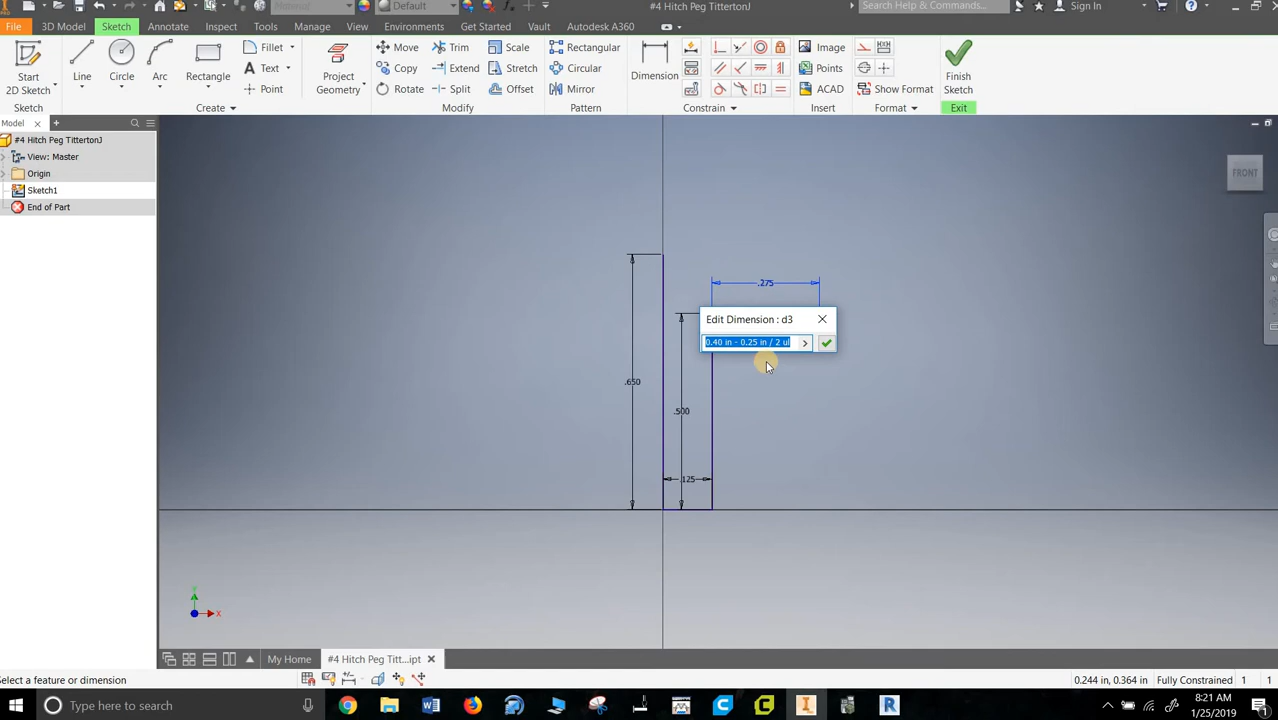 Material
Default
f x
#4 Hitch Peg TittertonJ
Search Help & Commands...
Sign In
File
3D Model
Sketch
Annotate
Inspect
Tools
Manage
View
Environments
Get Started
Vault
Autodesk A360
Start
2D Sketch
Line
Circle
Arc
Rectangle
Fillet
Text
Point
Project
Geometry
Move
Copy
Rotate
Trim
Extend
Split
Scale
Stretch
Offset
Rectangular
Circular
Mirror
Dimension
Image
Points
ACAD
Show Format
Finish
Sketch
Sketch
Create
Modify
Pattern
Constrain
Insert
Format
Exit
Model
#4 Hitch Peg TittertonJ
View: Master
Origin
Sketch1
End of Part
FRONT
.275
Edit Dimension : d3
0.40 in - 0.25 in / 2 ul
.650
.500
.125
Y
X
My Home
#4 Hitch Peg Titt...ipt
Select a feature or dimension
0.244 in, 0.364 in
Fully Constrained
1
1
Type here to search
8:21 AM
1/25/2019